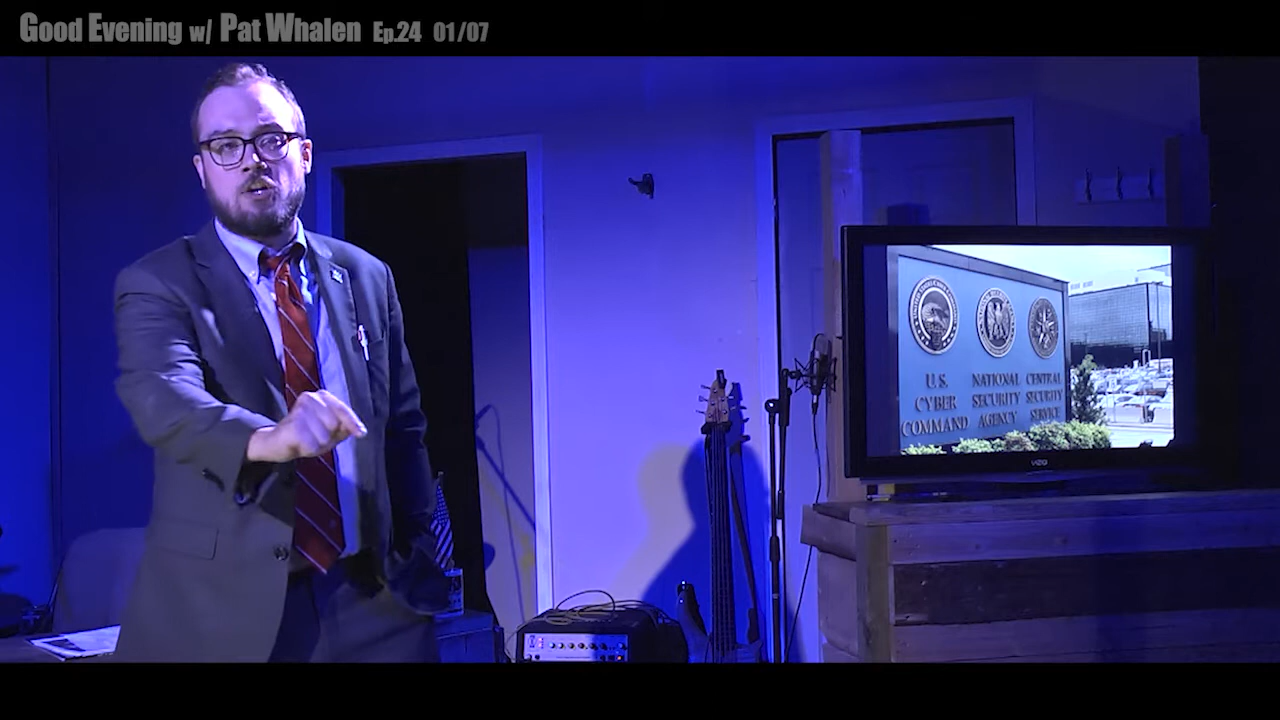 Good Evening w/ Pat Whalen Ep.24 01/07
U.S.
CYBER
COMMAND
NATIONAL
SECURITY
AGENCY
CENTRAL
SECURITY
SERVICE
VIZIO